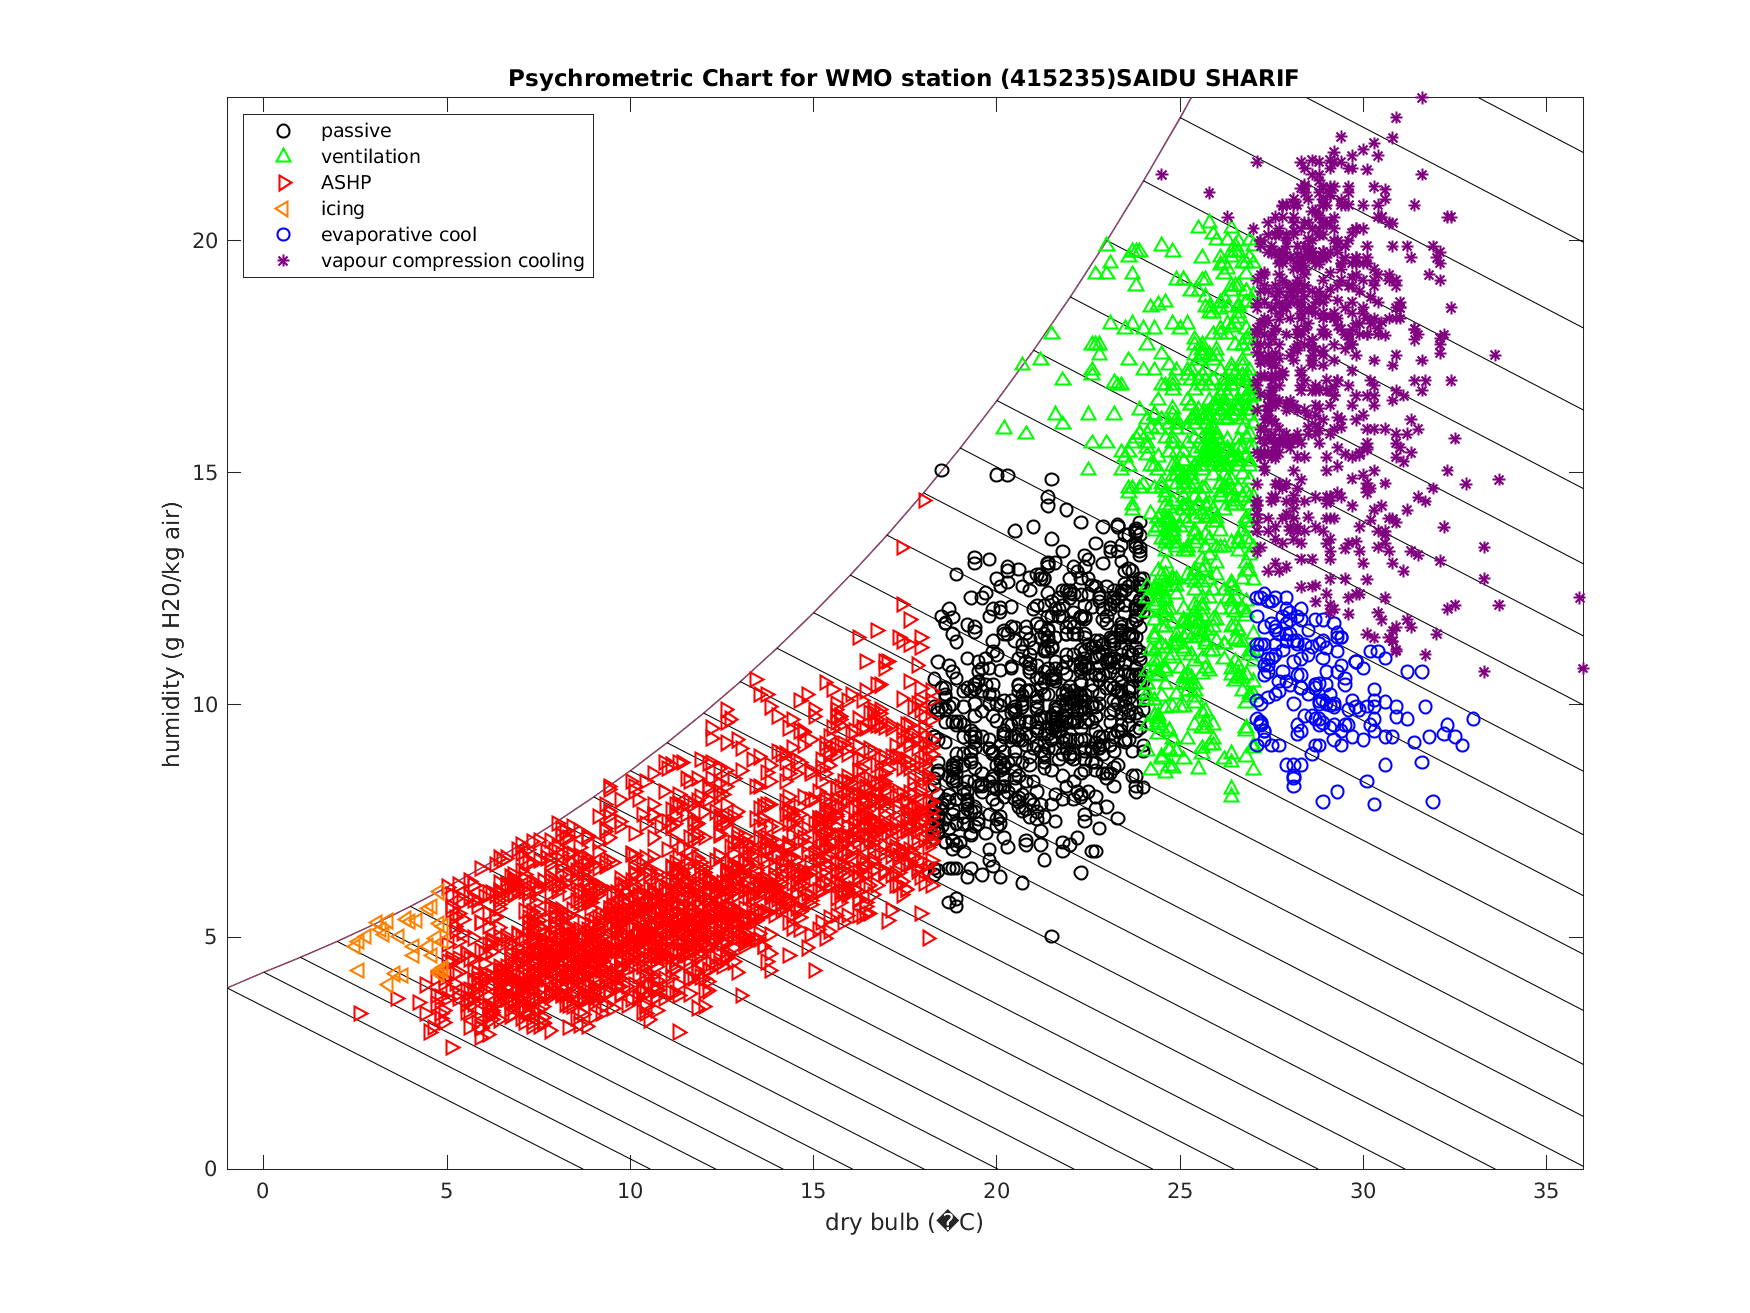 Psychrometric Chart for WMO station (415235)SAIDU SHARIF
passive
ventilation
ASHP
icing
evaporative cool
vapour compression cooling
humidity (g H20/kg air)
20
15
10
5
0
0 5 10 15 20 25 30 35
dry bulb (�C)